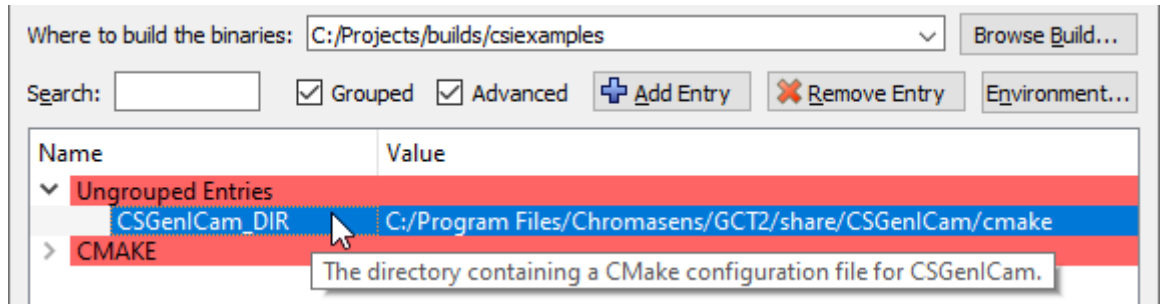 Where to build the binaries: C:/Projects/builds/csiexamples Browse Build...
Search: Grouped Advanced Add Entry Remove Entry Environment...
Name Value
Ungrouped Entries
CSGenICam_DIR C:/Program Files/Chromasens/GCT2/share/CSGenICam/cmake
CMAKE
The directory containing a CMake configuration file for CSGenICam.